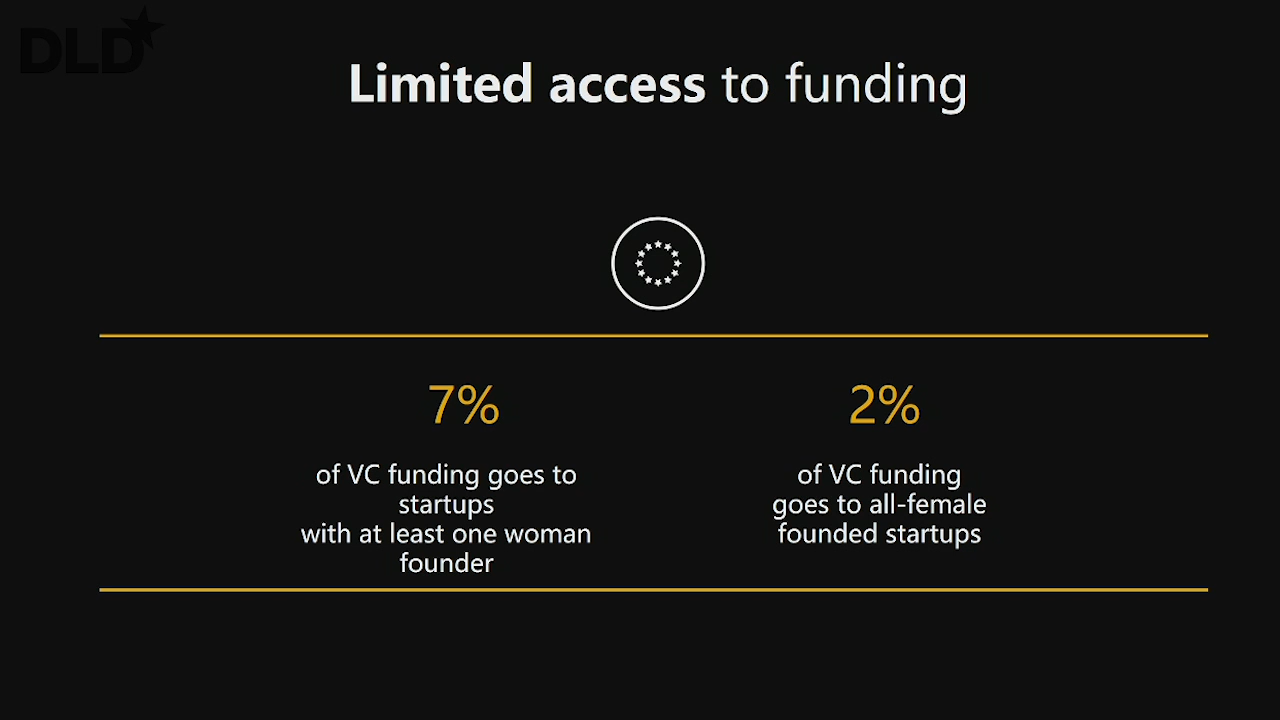 DLD
Limited access to funding
7%
of VC funding goes to
startups
with at least one woman
founder
2%
of VC funding
goes to all-female
founded startups